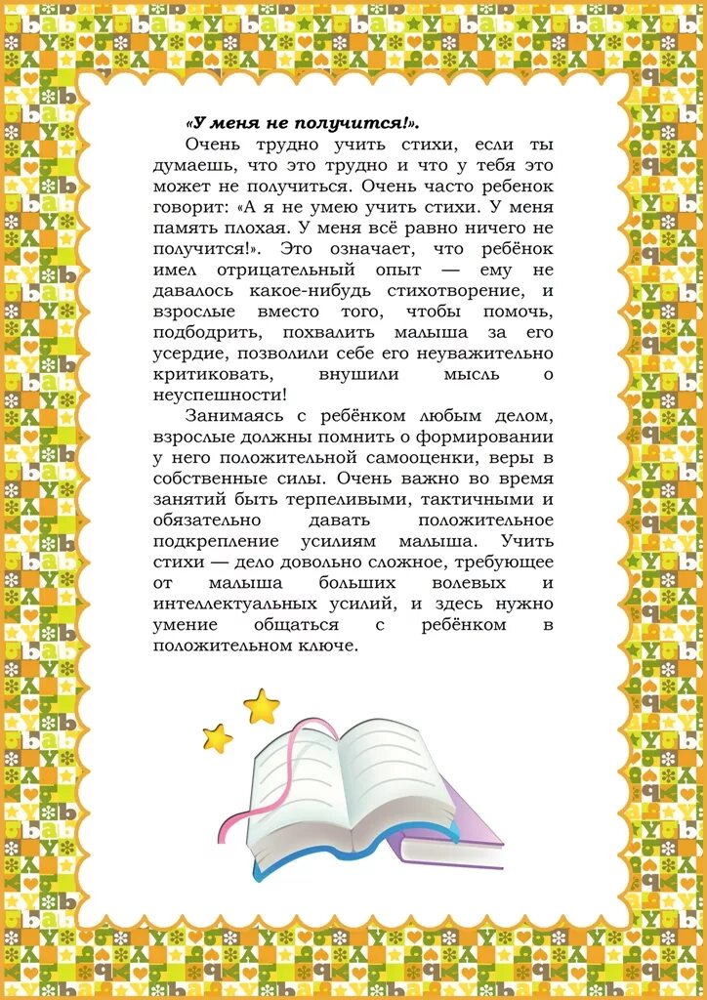 «У меня не получится!».
Очень трудно учить стихи, если ты
думаешь, что это трудно и что у тебя это
может не получиться. Очень часто ребенок
говорит: «А я не умею учить стихи. У меня
память плохая. У меня всё равно ничего не
получится!». Это означает, что ребёнок
имел отрицательный опыт — ему не
давалось какое-нибудь стихотворение, и
взрослые вместо того, чтобы помочь,
подбодрить, похвалить малыша за его
усердие, позволили себе его неуважительно
критиковать, внушили мысль о
неуспешности!
Занимаясь с ребёнком любым делом,
взрослые должны помнить о формировании
у него положительной самооценки, веры в
собственные силы. Очень важно во время
занятий быть терпеливыми, тактичными и
обязательно давать положительное
подкрепление усилиям малыша. Учить
стихи — дело довольно сложное, требующее
от малыша больших волевых и
интеллектуальных усилий, и здесь нужно
умение общаться с ребёнком в
положительном ключе.